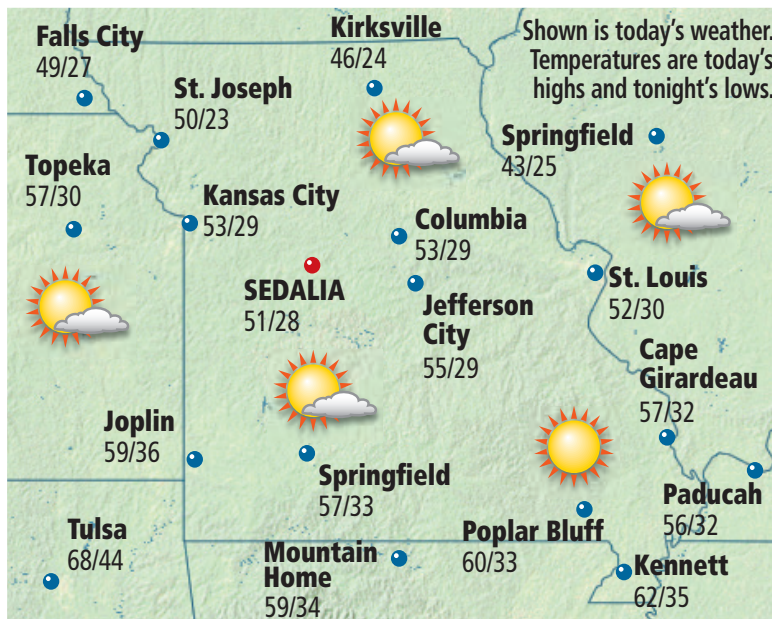 Falls City
49/27
Kirksville
46/24
Shown is today’s weather.
Temperatures are today’s
highs and tonight’s lows.
St. Joseph
50/23
Springfield
43/25
Topeka
57/30
Kansas City
53/29
Columbia
53/29
SEDALIA
51/28
Jefferson
City
55/29
St. Louis
52/30
Cape
Girardeau
57/32
Joplin
59/36
Springfield
57/33
Paducah
56/32
Tulsa
68/44
Mountain
Home
59/34
Poplar Bluff
60/33
Kennett
62/35